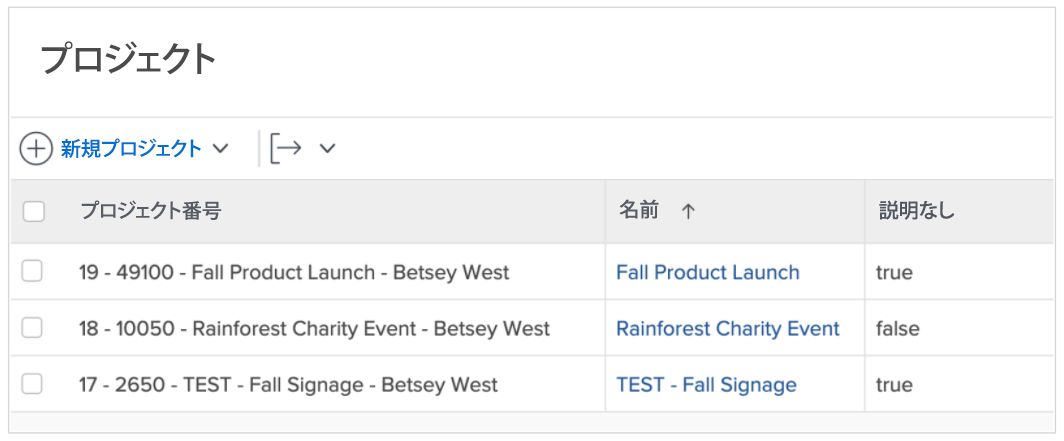 プロジェクト
新規プロジェクト
プロジェクト番号 名前 説明なし
19 - 49100 - Fall Product Launch - Betsey West Fall Product Launch true
18 - 10050 - Rainforest Charity Event - Betsey West Rainforest Charity Event false
17 - 2650 - TEST - Fall Signage - Betsey West TEST - Fall Signage true